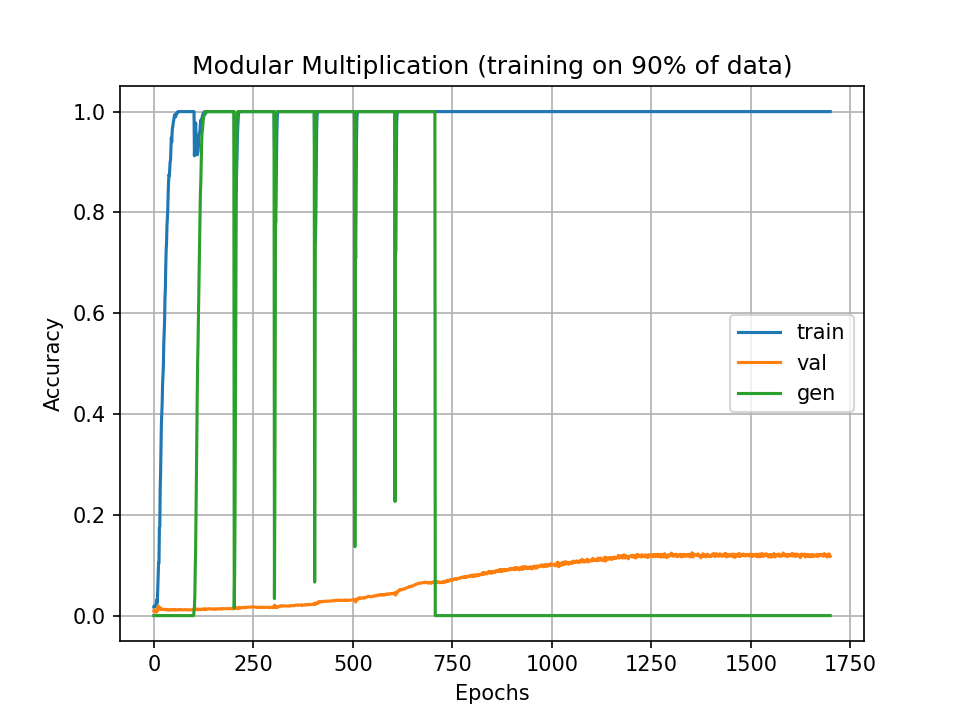 Modular Multiplication (training on 90% of data)
1.0
0.8
0.6
0.4
0.2
0.0
Accuracy
train
val
gen
0 250 500 750 1000 1250 1500 1750
Epochs